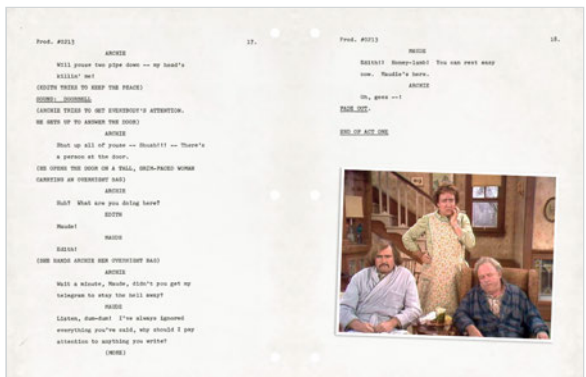 Prod. #0213 17.
ARCHIE
Will youse two pipe down -- my head's
killin' me!
(EDITH TRIES TO KEEP THE PEACE)
SOUND: DOORBELL
(ARCHIE TRIES TO GET EVERYBODY'S ATTENTION.
HE GETS UP TO ANSWER THE DOOR)
ARCHIE
Shut up all of youse -- Shush!!! -- There's
a person at the door.
(HE OPENS THE DOOR ON A TALL, GRIM-FACED WOMAN
CARRYING AN OVERNIGHT BAG)
ARCHIE
Huh? What are you doing here?
EDITH
Maude!
MAUDE
Edith!
(SHE HANDS ARCHIE HER OVERNIGHT BAG)
ARCHIE
Wait a minute, Maude, didn't you get my
telegram to stay the hell away?
MAUDE
Listen, dum-dum! I've always ignored
everything you've said, why should I pay
attention to anything you write?
(MORE)
Prod. #0213 18.
MAUDE
Edith!! Honey-lamb! You can rest easy
now. Maudie's here.
ARCHIE
Oh, geez --!
FADE OUT.
END OF ACT ONE